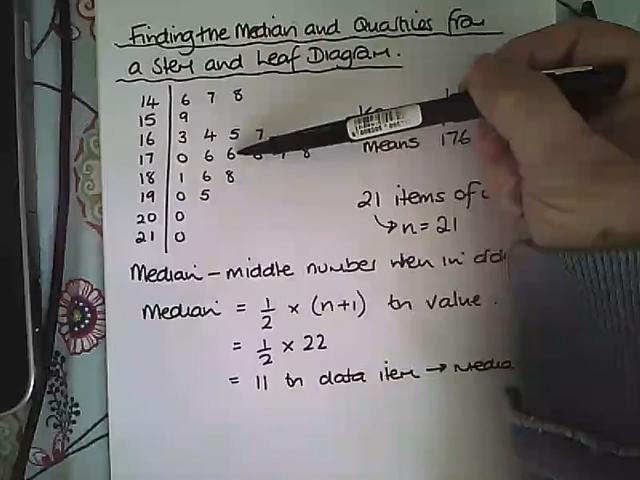 Finding the Median and Quartiles from
a Stem and Leaf Diagram.
14 | 6 7 8
15 | 9
16 | 3 4 5 7
17 | 0 6 6 8
18 | 1 6 8
19 | 0 5
20 | 0
21 | 0
means 176
21 items of
n = 21
Median - middle number when in
Median = 1/2 × (n+1) th value.
= 1/2 × 22
= 11 th data item →